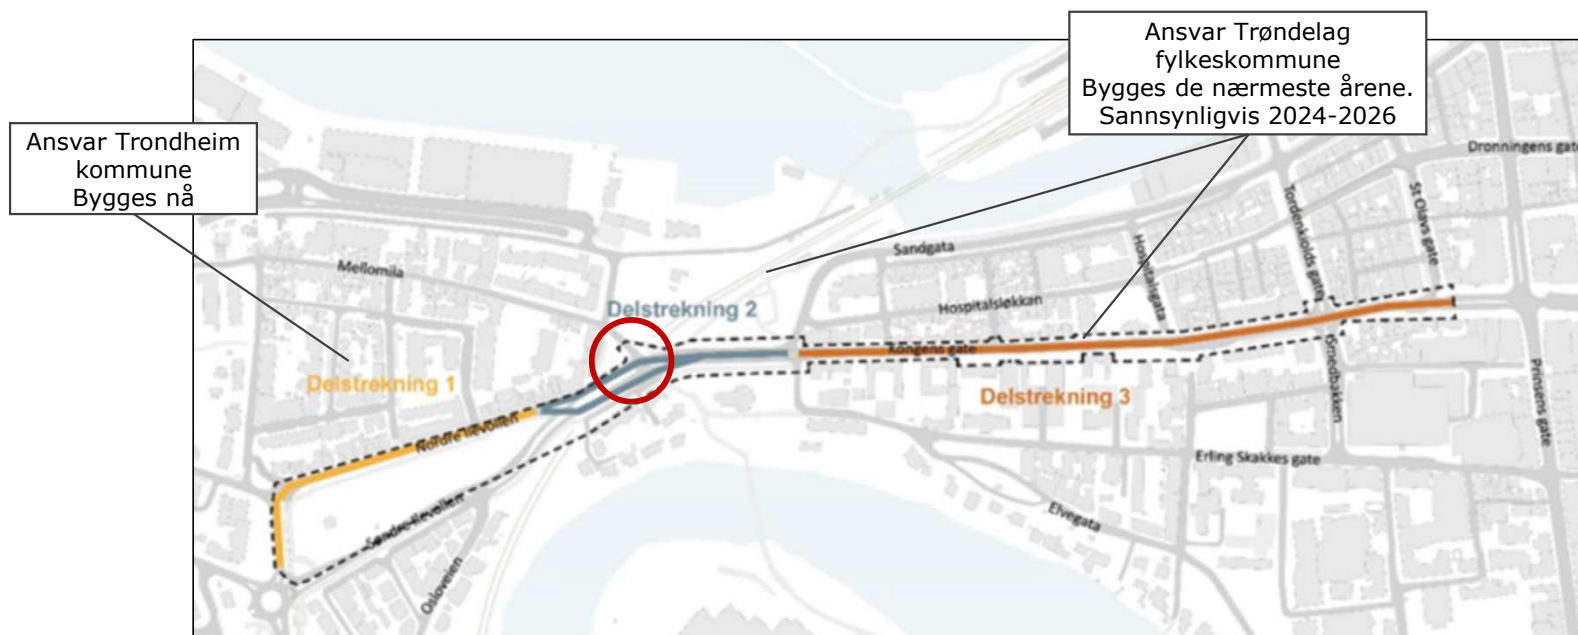 Ansvar Trøndelag
fylkeskommune
Bygges de nærmeste årene.
Sannsynligvis 2024-2026
Ansvar Trondheim
kommune
Bygges nå
Dronningens gate
St Olavs gate
Tordenkiolds gate
Hospitalsgata
Sandgata
Mellomila
Hospitalsløkkan
Delstrekning 2
Kongens gate
Delstrekning 1
Delstrekning 3
Smedbakken
Prinsens gate
Nordre Ilevollen
Erling Skakkes gate
Søndre Ilevollen
Elvegata
Osloveien